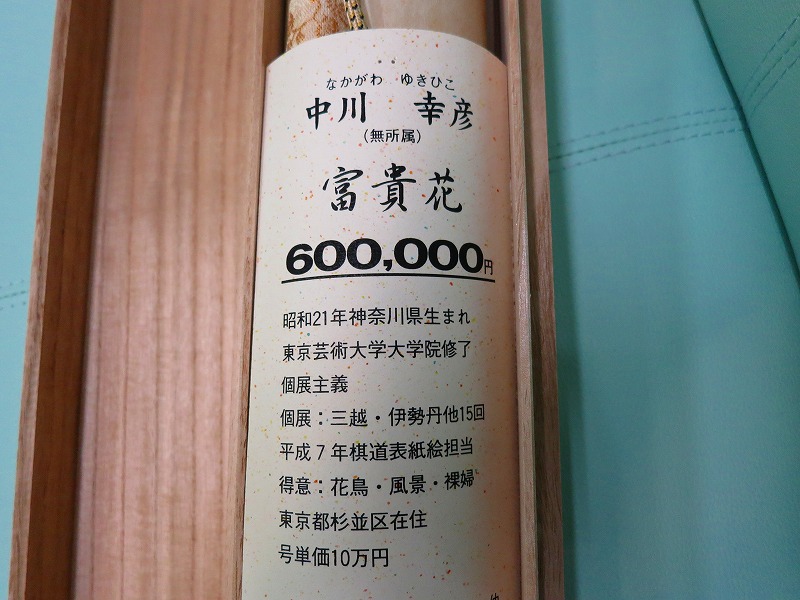 なかがわ ゆきひこ
中川 幸彦
(無所属)
富貴花
600,000円
昭和21年神奈川県生まれ
東京芸術大学大学院修了
個展主義
個展:三越・伊勢丹他15回
平成7年棋道表紙絵担当
得意:花鳥・風景・裸婦
東京都杉並区在住
号単価10万円